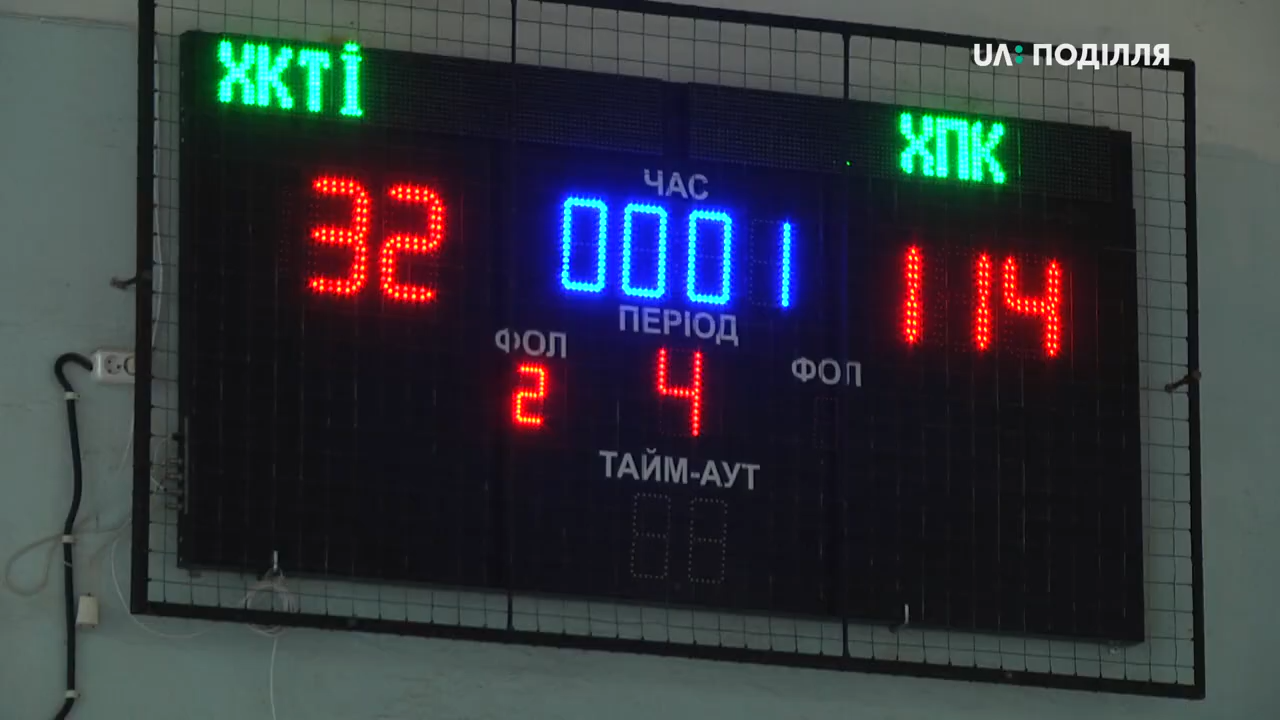 UA: ПОДІЛЛЯ
ХКТІ
ХПК
ЧАС
32
0001
114
ПЕРІОД
ФОЛ
ФОЛ
2
4
ТАЙМ-АУТ